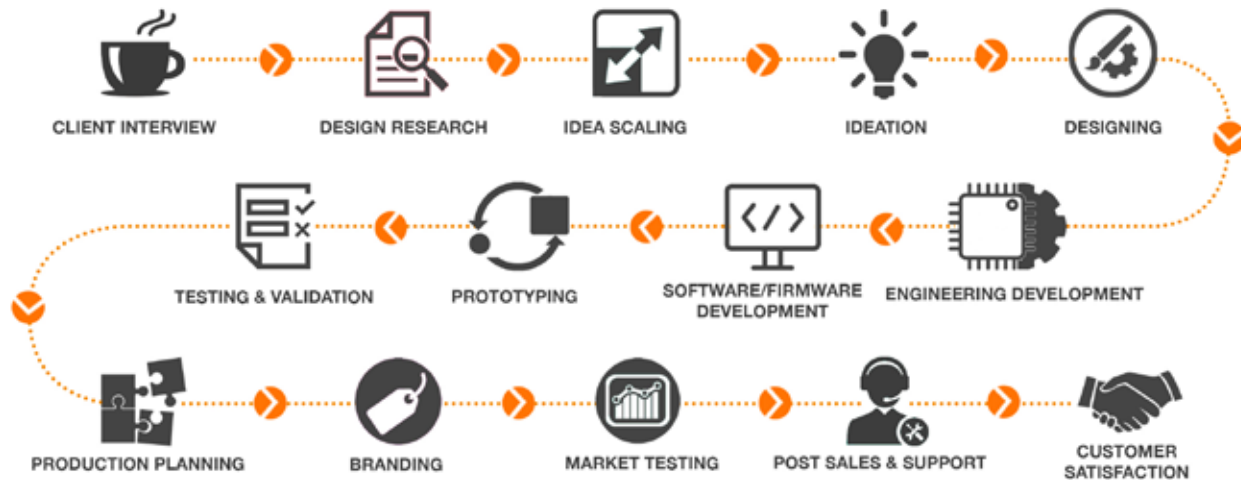 CLIENT INTERVIEW
DESIGN RESEARCH
IDEA SCALING
IDEATION
DESIGNING
ENGINEERING DEVELOPMENT
SOFTWARE/FIRMWARE
DEVELOPMENT
PROTOTYPING
TESTING & VALIDATION
PRODUCTION PLANNING
BRANDING
MARKET TESTING
POST SALES & SUPPORT
CUSTOMER
SATISFACTION